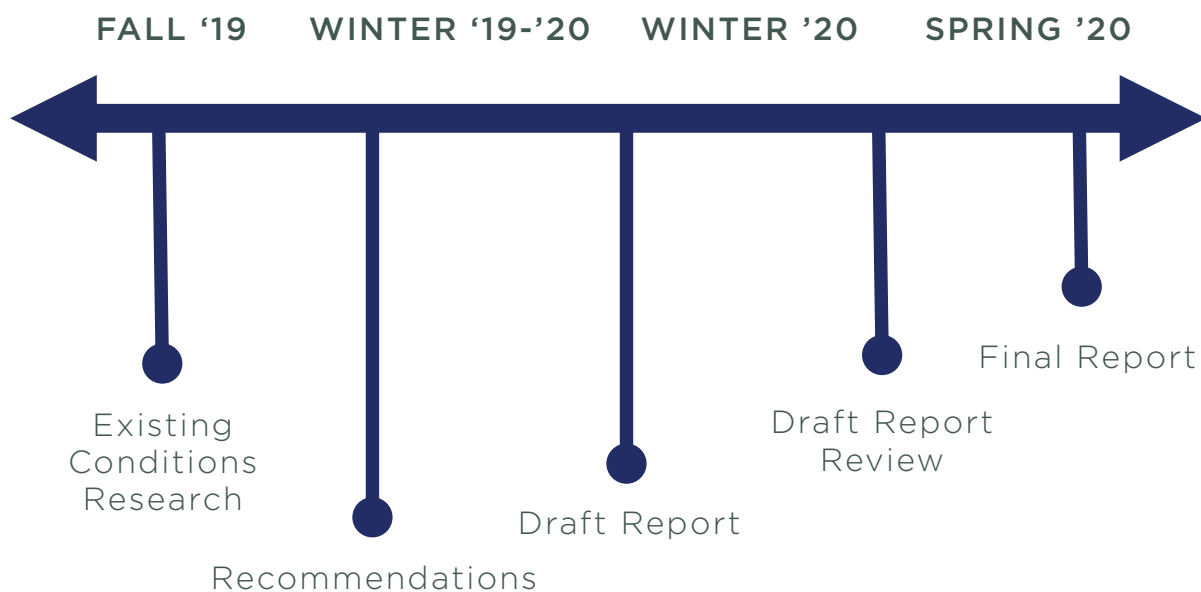 FALL ‘19 WINTER ‘19-’20 WINTER ’20 SPRING ’20
Existing
Conditions
Research
Recommendations
Draft Report
Draft Report
Review
Final Report